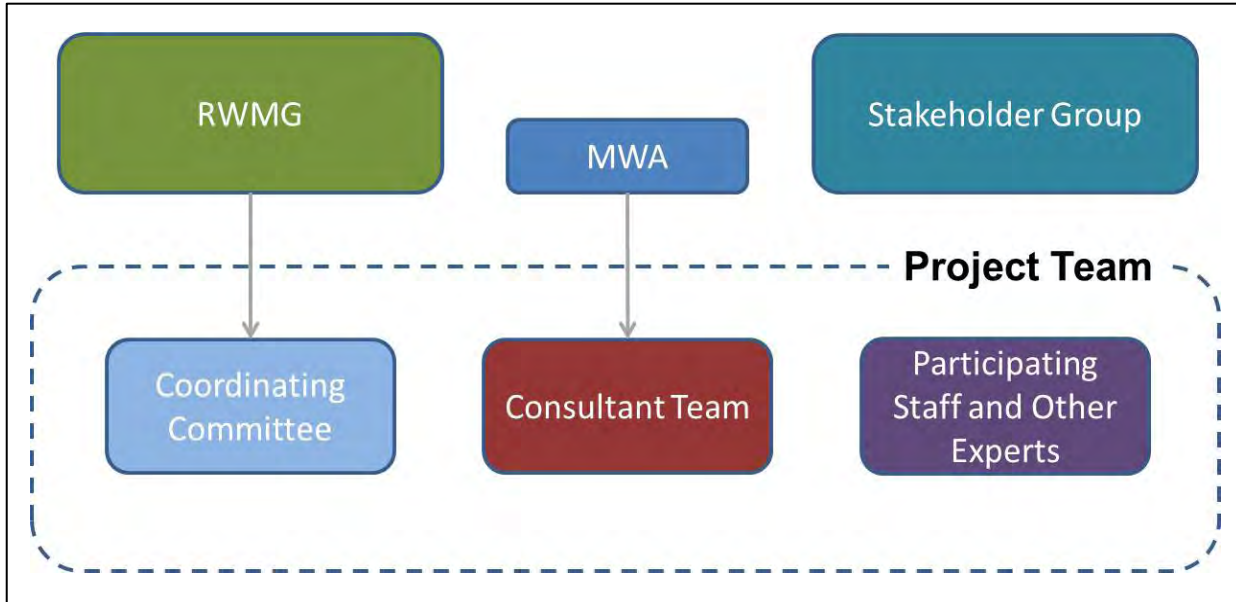 RWMG
MWA
Stakeholder Group
Project Team
Coordinating
Committee
Consultant Team
Participating
Staff and Other
Experts